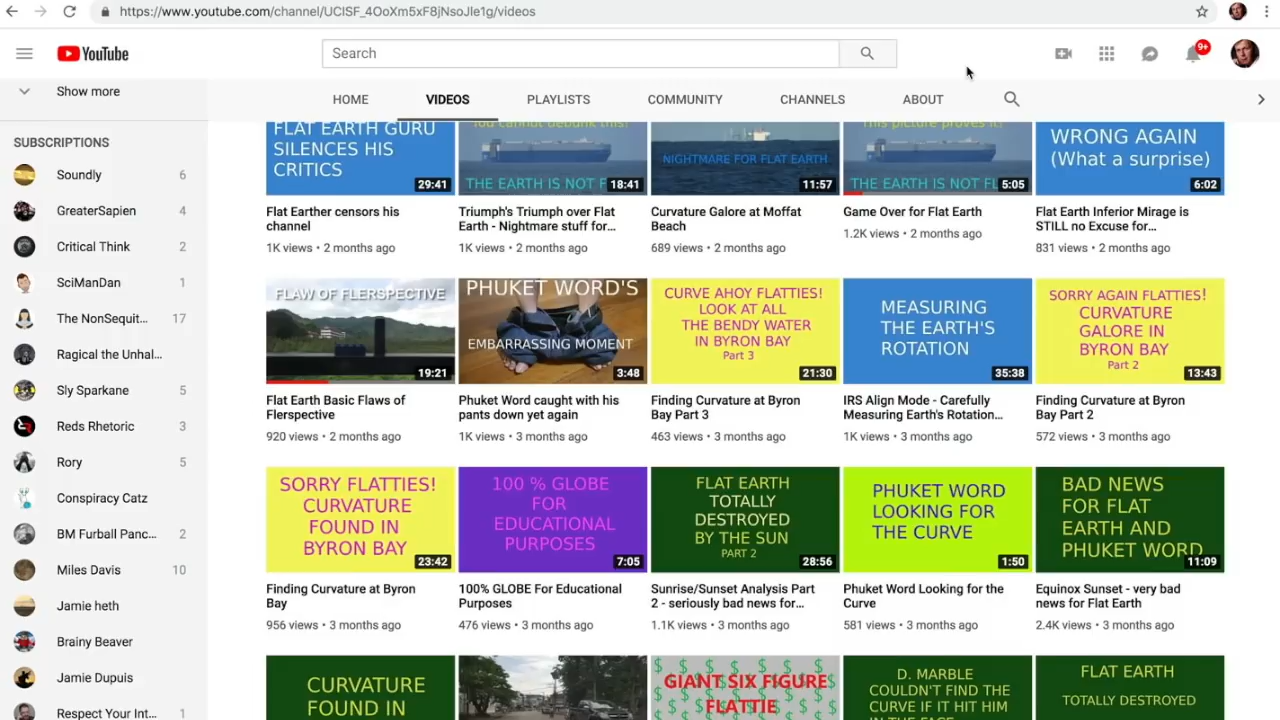 https://www.youtube.com/channel/UCISF_4OoXm5xF8jNsoJle1g/videos
YouTube
Search
9+
Show more
HOME
VIDEOS
PLAYLISTS
COMMUNITY
CHANNELS
ABOUT
SUBSCRIPTIONS
Soundly 6
GreaterSapien 4
Critical Think 2
SciManDan 1
The NonSequit... 17
Ragical the Unhal...
Sly Sparkane 5
Reds Rhetoric 3
Rory 5
Conspiracy Catz
BM Furball Panc... 2
Miles Davis 10
Jamie heth
Brainy Beaver
Jamie Dupuis
Respect Your Int... 1
FLAT EARTH GURU
SILENCES HIS
CRITICS
29:41
Flat Earther censors his
channel
1K views • 2 months ago
You cannot debunk this!
THE EARTH IS NOT F
18:41
Triumph's Triumph over Flat
Earth - Nightmare stuff for...
1K views • 2 months ago
NIGHTMARE FOR FLAT EARTH
11:57
Curvature Galore at Moffat
Beach
689 views • 2 months ago
This picture proves it!
THE EARTH IS NOT FL
5:05
Game Over for Flat Earth
1.2K views • 2 months ago
WRONG AGAIN
(What a surprise)
6:02
Flat Earth Inferior Mirage is
STILL no Excuse for...
831 views • 2 months ago
FLAW OF FLERSPECTIVE
19:21
Flat Earth Basic Flaws of
Flerspective
920 views • 2 months ago
PHUKET WORD'S
EMBARRASSING MOMENT
3:48
Phuket Word caught with his
pants down yet again
1K views • 3 months ago
CURVE AHOY FLATTIES!
LOOK AT ALL
THE BENDY WATER
IN BYRON BAY
Part 3
21:30
Finding Curvature at Byron
Bay Part 3
463 views • 3 months ago
MEASURING
THE EARTH'S
ROTATION
35:38
IRS Align Mode - Carefully
Measuring Earth's Rotation...
1K views • 3 months ago
SORRY AGAIN FLATTIES!
CURVATURE
GALORE IN
BYRON BAY
Part 2
13:43
Finding Curvature at Byron
Bay Part 2
572 views • 3 months ago
SORRY FLATTIES!
CURVATURE
FOUND IN
BYRON BAY
23:42
Finding Curvature at Byron
Bay
956 views • 3 months ago
100 % GLOBE
FOR
EDUCATIONAL
PURPOSES
7:05
100% GLOBE For Educational
Purposes
476 views • 3 months ago
FLAT EARTH
TOTALLY
DESTROYED
BY THE SUN
PART 2
28:56
Sunrise/Sunset Analysis Part
2 - seriously bad news for...
1.1K views • 3 months ago
PHUKET WORD
LOOKING FOR
THE CURVE
1:50
Phuket Word Looking for the
Curve
581 views • 3 months ago
BAD NEWS
FOR FLAT
EARTH AND
PHUKET WORD
11:09
Equinox Sunset - very bad
news for Flat Earth
2.4K views • 3 months ago
CURVATURE
FOUND IN
GIANT SIX FIGURE
FLATTIE
D. MARBLE
COULDN'T FIND THE
CURVE IF IT HIT HIM
IN THE FACE
FLAT EARTH
TOTALLY DESTROYED